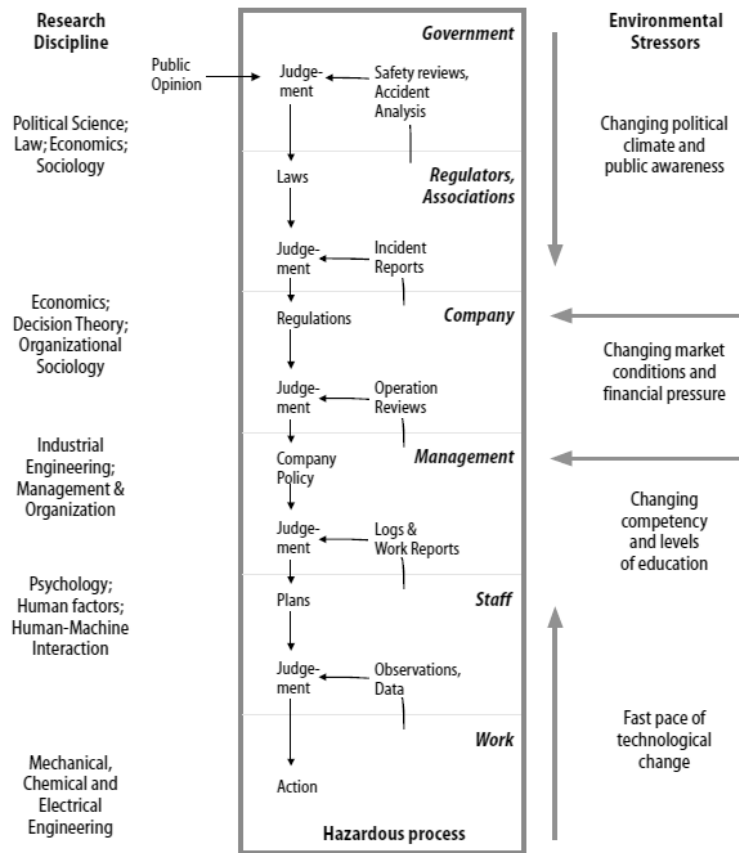 Research
Discipline
Government
Environmental
Stressors
Public
Opinion
Judge-
ment
Safety reviews,
Accident
Analysis
Political Science;
Law; Economics;
Sociology
Changing political
climate and
public awareness
Laws
Regulators,
Associations
Judge-
ment
Incident
Reports
Economics;
Decision Theory;
Organizational
Sociology
Regulations
Company
Changing market
conditions and
financial pressure
Judge-
ment
Operation
Reviews
Industrial
Engineering;
Management &
Organization
Company
Policy
Management
Changing
competency
and levels
of education
Judge-
ment
Logs &
Work Reports
Psychology;
Human factors;
Human-Machine
Interaction
Plans
Staff
Judge-
ment
Observations,
Data
Work
Fast pace of
technological
change
Mechanical,
Chemical and
Electrical
Engineering
Action
Hazardous process